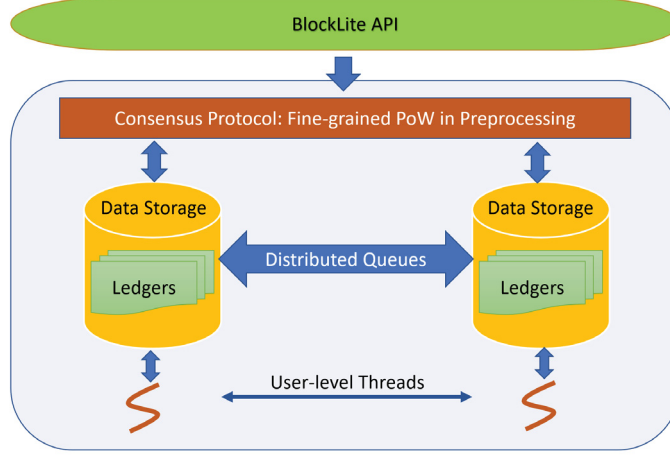 BlockLite API
Consensus Protocol: Fine-grained PoW in Preprocessing
Data Storage
Data Storage
Distributed Queues
Ledgers
Ledgers
User-level Threads